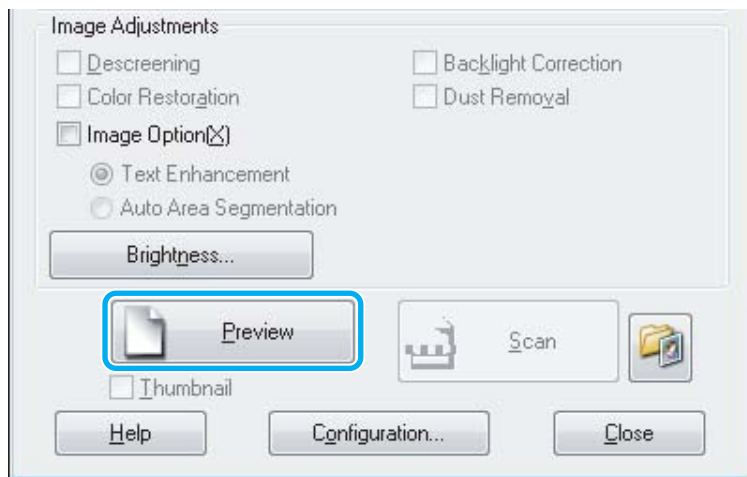 Image Adjustments
Descreening
Backlight Correction
Color Restoration
Dust Removal
Image Option(X)
Text Enhancement
Auto Area Segmentation
Brightness...
Preview
Scan
Thumbnail
Help
Configuration...
Close